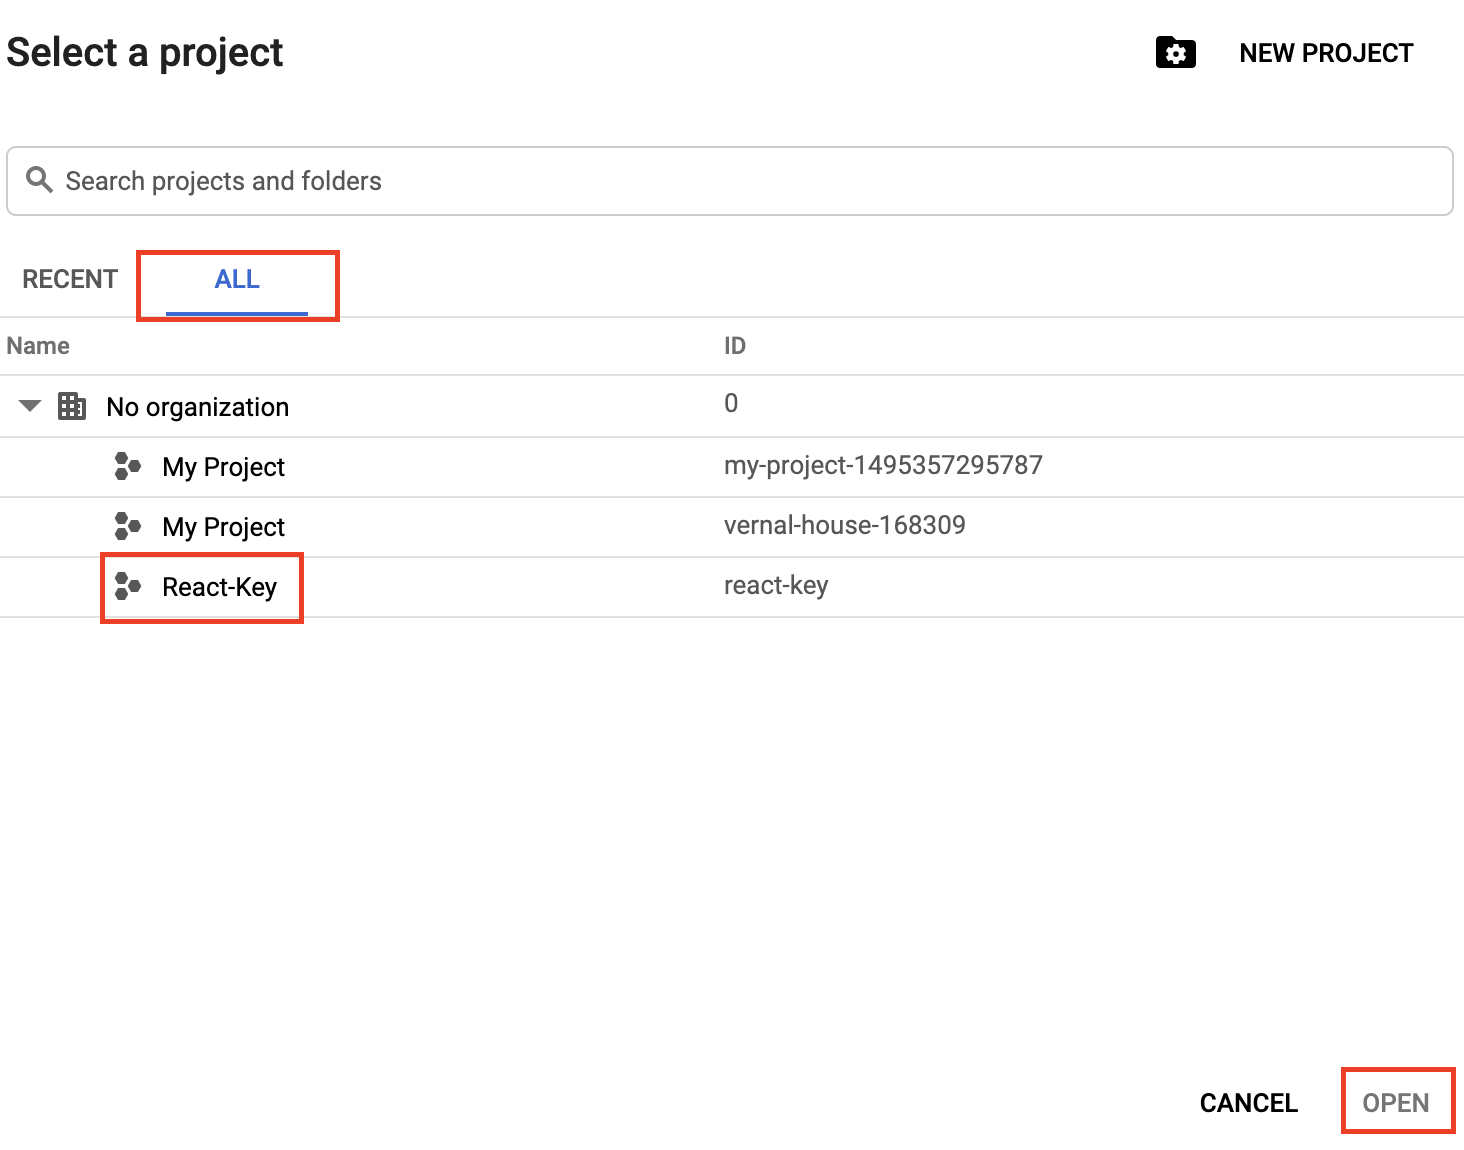 Select a project
NEW PROJECT
Search projects and folders
RECENT ALL
Name ID
No organization 0
My Project my-project-1495357295787
My Project vernal-house-168309
React-Key react-key
CANCEL OPEN